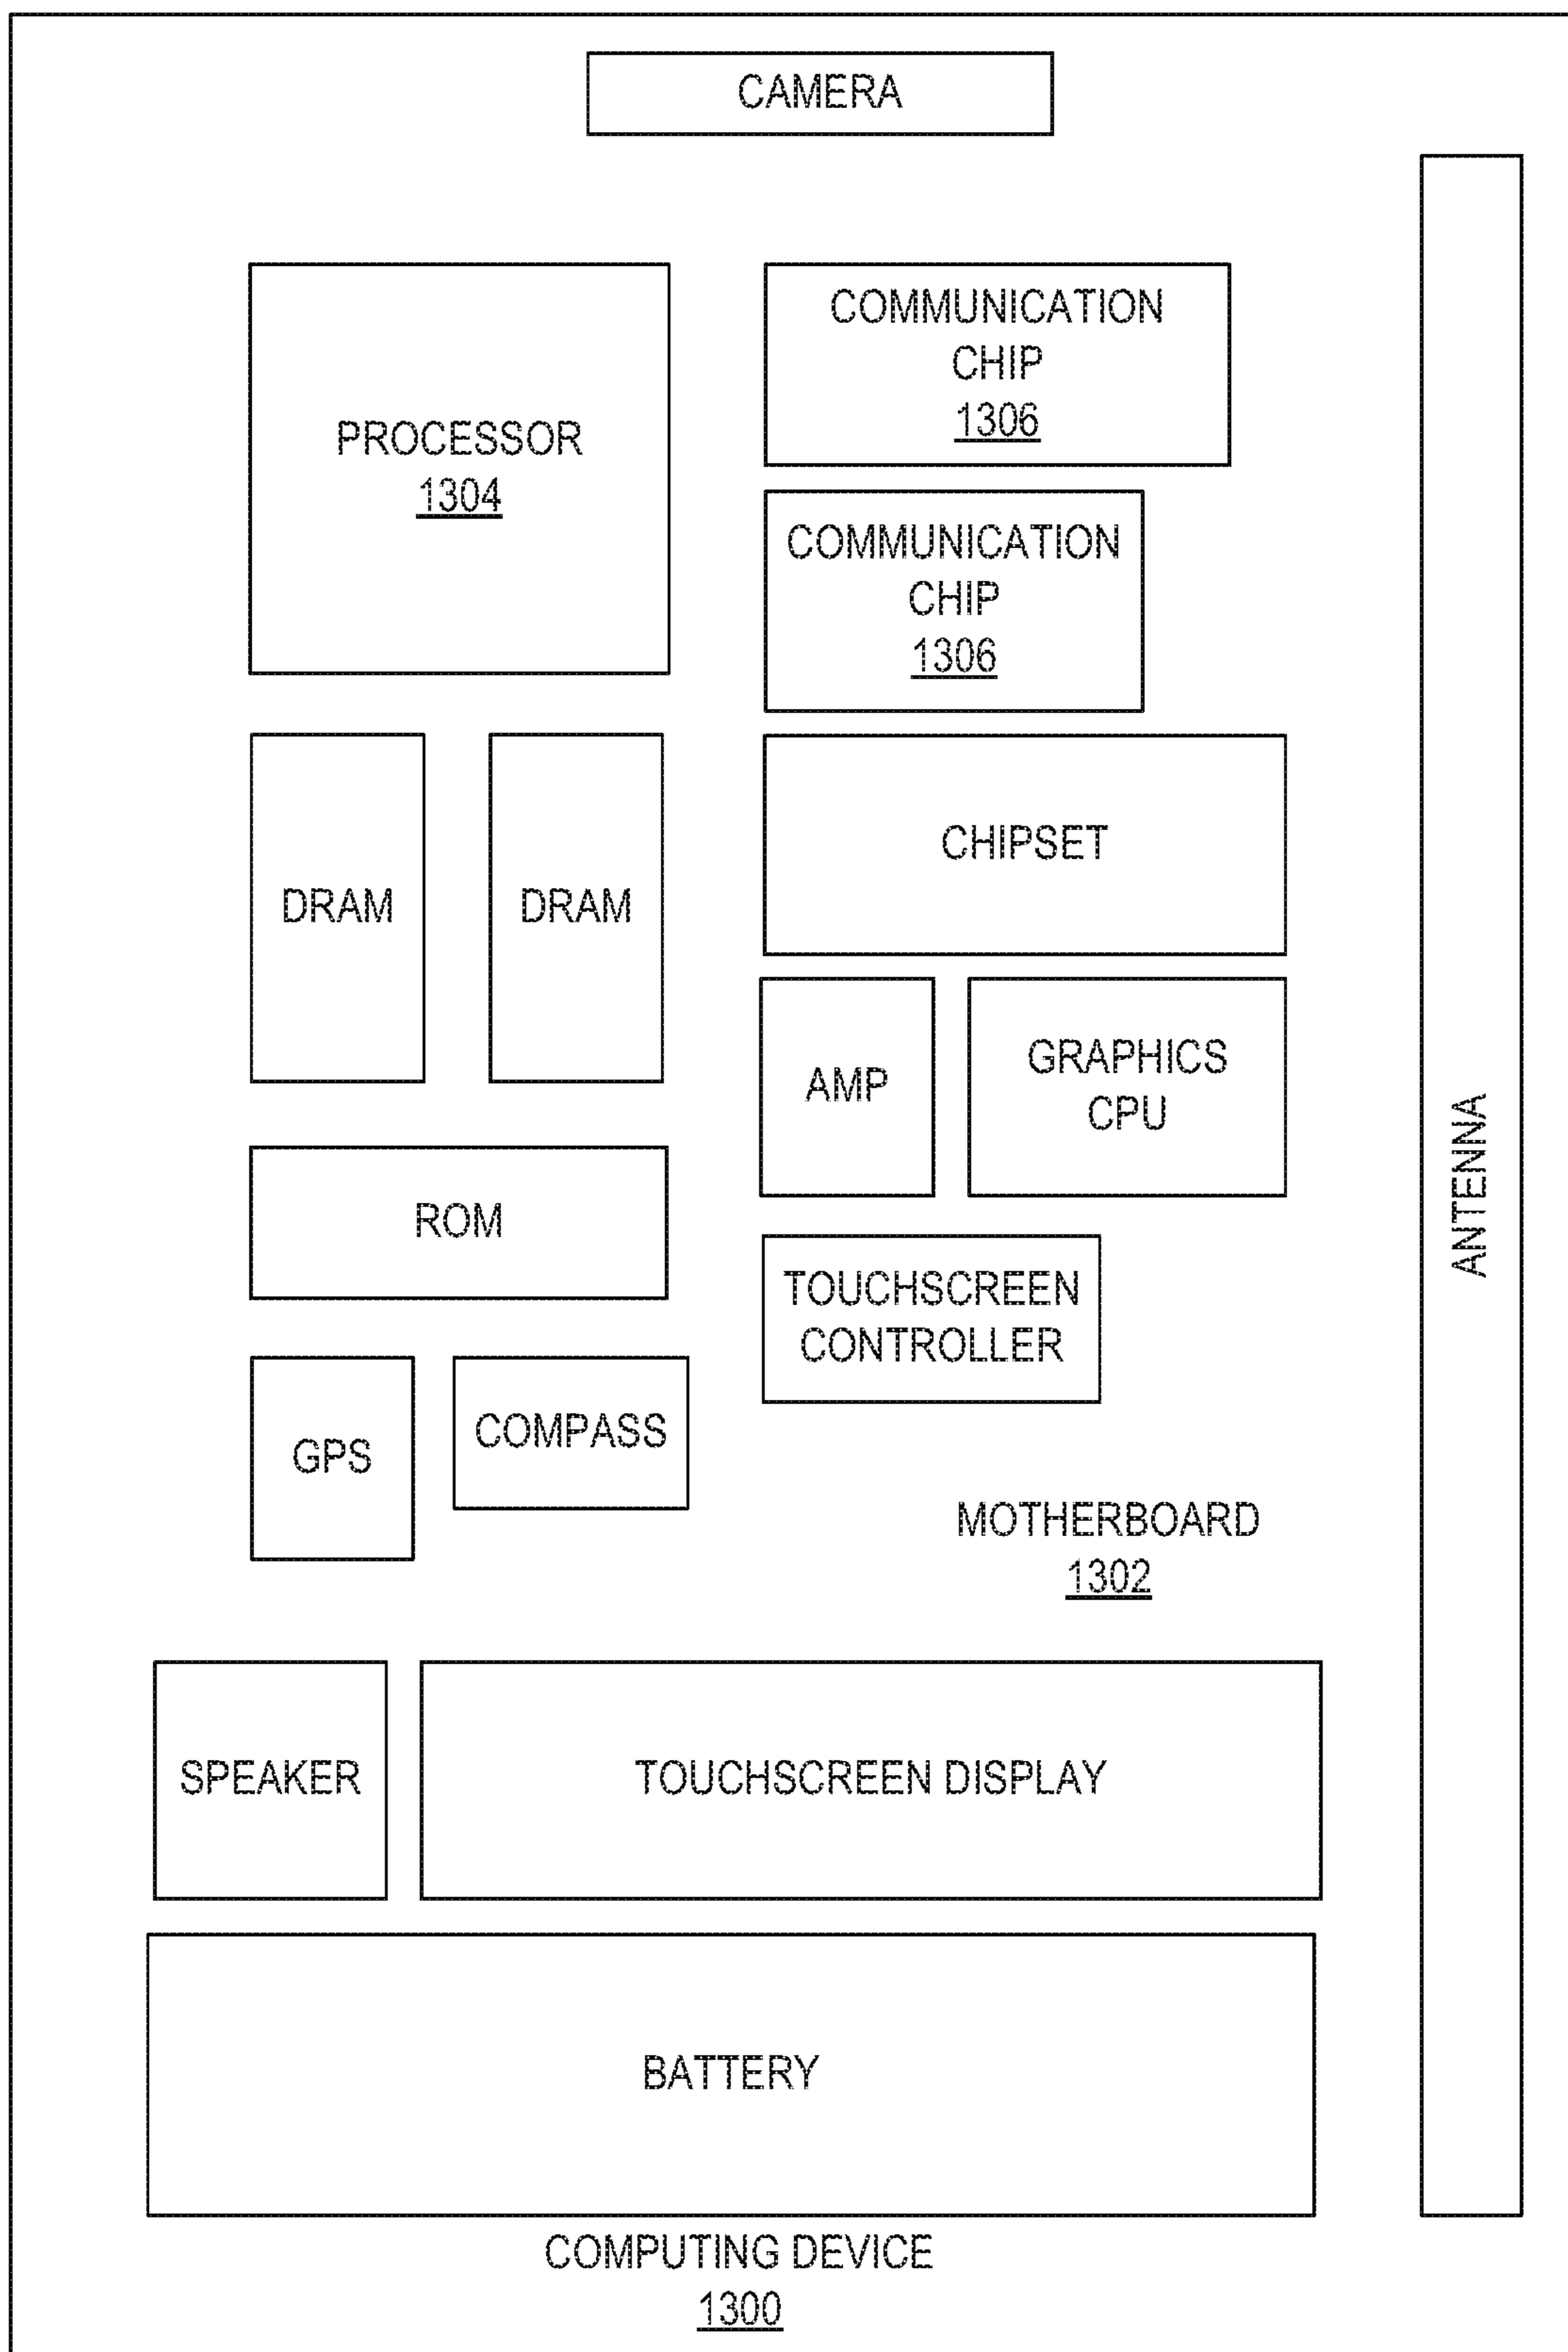 CAMERA
PROCESSOR
1304
COMMUNICATION
CHIP
1306
COMMUNICATION
CHIP
1306
DRAM
DRAM
CHIPSET
AMP
GRAPHICS
CPU
ROM
TOUCHSCREEN
CONTROLLER
GPS
COMPASS
MOTHERBOARD
1302
ANTENNA
SPEAKER
TOUCHSCREEN DISPLAY
BATTERY
COMPUTING DEVICE
1300